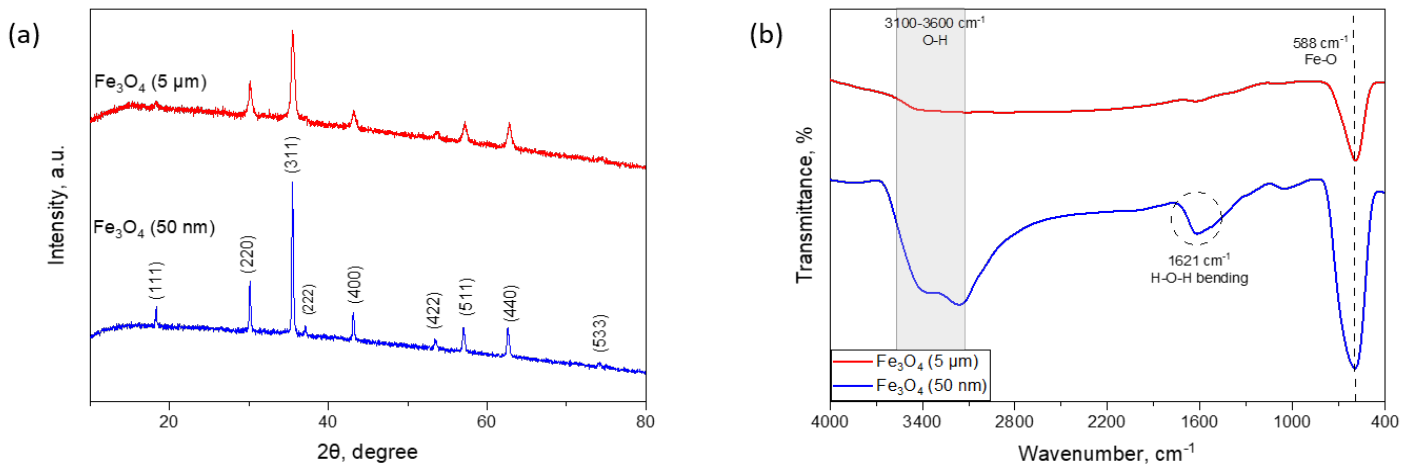 (a)
Fe₃O₄ (5 µm)
Fe₃O₄ (50 nm)
(111)
(220)
(311)
(222)
(400)
(422)
(511)
(440)
(533)
Intensity, a.u.
20
40
60
80
2θ, degree
(b)
3100-3600 cm⁻¹
O-H
588 cm⁻¹
Fe-O
1621 cm⁻¹
H-O-H bending
Transmittance, %
Fe₃O₄ (5 µm)
Fe₃O₄ (50 nm)
4000
3400
2800
2200
1600
1000
400
Wavenumber, cm⁻¹